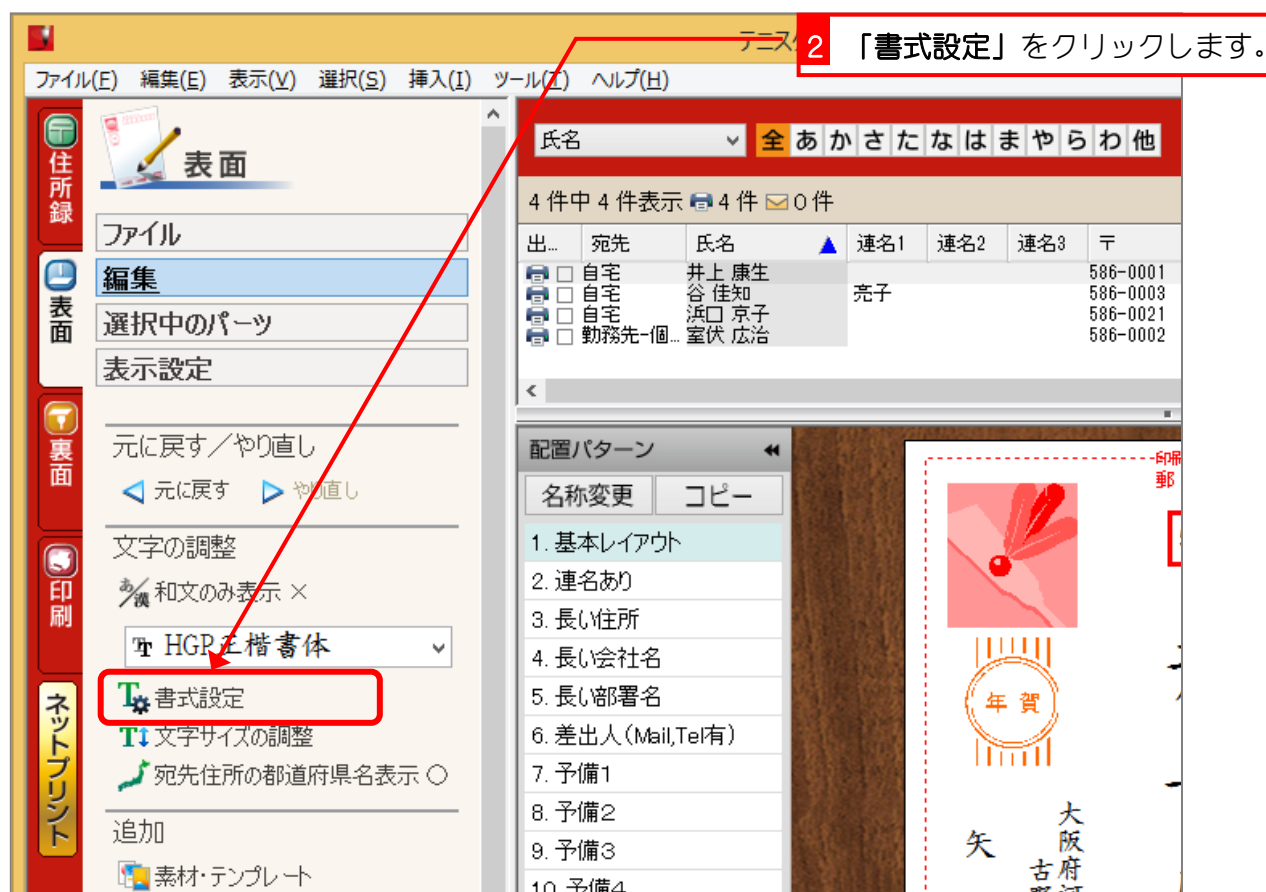 テニス
2 「書式設定」をクリックします。
ファイル(F) 編集(E) 表示(V) 選択(S) 挿入(I) ツール(T) ヘルプ(H)
住所録
表面
裏面
印刷
ネットプリント
表面
ファイル
編集
選択中のパーツ
表示設定
元に戻す／やり直し
元に戻す やり直し
文字の調整
あ/漢 和文のみ表示 ×
HGP正楷書体
書式設定
文字サイズの調整
宛先住所の都道府県名表示 ○
追加
素材・テンプレート
氏名 全 あ か さ た な は ま や ら わ 他
4 件中 4 件表示 4 件 0 件
出... 宛先 氏名 連名1 連名2 連名3 〒
自宅 井上 康生 586-0001
自宅 谷 佳知 亮子 586-0003
自宅 浜口 京子 586-0021
勤務先-個... 室伏 広治 586-0002
配置パターン
名称変更 コピー
1. 基本レイアウト
2. 連名あり
3. 長い住所
4. 長い会社名
5. 長い部署名
6. 差出人(Mail,Tel有)
7. 予備1
8. 予備2
9. 予備3
10. 予備4
郵
年賀
大阪府
古
矢